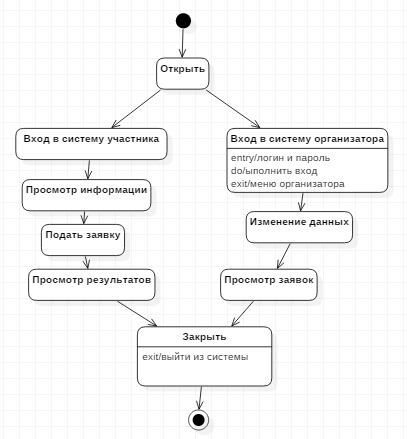 Открыть
Вход в систему участника
Вход в систему организатора
entry/логин и пароль
do/ыполнить вход
exit/меню организатора
Просмотр информации
Изменение данных
Подать заявку
Просмотр результатов
Просмотр заявок
Закрыть
exit/выйти из системы